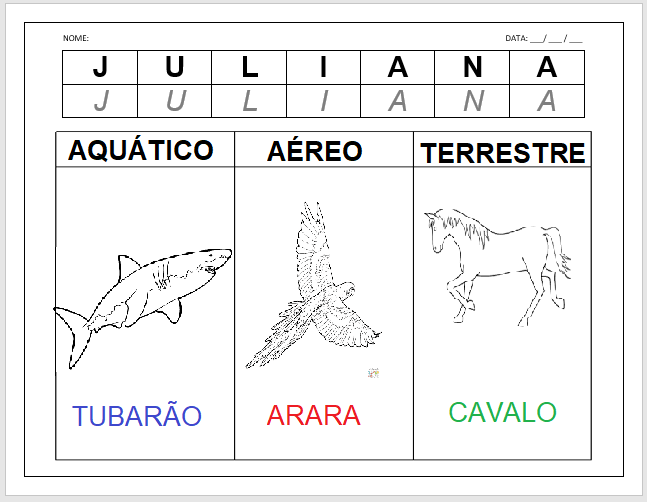 NOME: DATA: ___/ ___ / ___
J U L I A N A
J U L I A N A
AQUÁTICO AÉREO TERRESTRE
TUBARÃO ARARA CAVALO